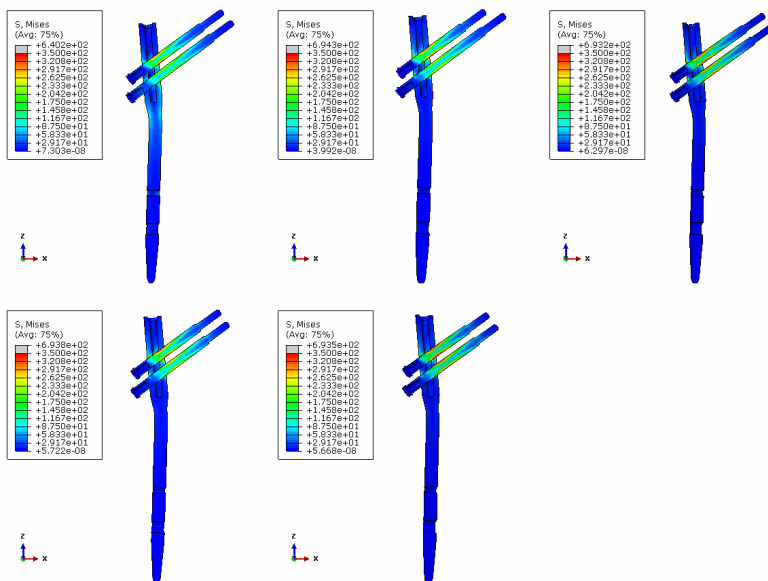 S, Mises
(Avg: 75%)
+6.402e+02
+3.500e+02
+3.208e+02
+2.917e+02
+2.625e+02
+2.333e+02
+2.042e+02
+1.750e+02
+1.458e+02
+1.167e+02
+8.750e+01
+5.833e+01
+2.917e+01
+7.303e-08
z
x
S, Mises
(Avg: 75%)
+6.943e+02
+3.500e+02
+3.208e+02
+2.917e+02
+2.625e+02
+2.333e+02
+2.042e+02
+1.750e+02
+1.458e+02
+1.167e+02
+8.750e+01
+5.833e+01
+2.917e+01
+3.992e-08
z
x
S, Mises
(Avg: 75%)
+6.932e+02
+3.500e+02
+3.208e+02
+2.917e+02
+2.625e+02
+2.333e+02
+2.042e+02
+1.750e+02
+1.458e+02
+1.167e+02
+8.750e+01
+5.833e+01
+2.917e+01
+6.297e-08
z
x
S, Mises
(Avg: 75%)
+6.938e+02
+3.500e+02
+3.208e+02
+2.917e+02
+2.625e+02
+2.333e+02
+2.042e+02
+1.750e+02
+1.458e+02
+1.167e+02
+8.750e+01
+5.833e+01
+2.917e+01
+5.722e-08
z
x
S, Mises
(Avg: 75%)
+6.935e+02
+3.500e+02
+3.208e+02
+2.917e+02
+2.625e+02
+2.333e+02
+2.042e+02
+1.750e+02
+1.458e+02
+1.167e+02
+8.750e+01
+5.833e+01
+2.917e+01
+5.668e-08
z
x